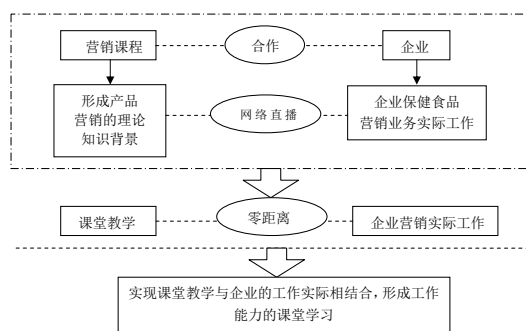 营销课程
合作
企业
形成产品
营销的理论
知识背景
网络直播
企业保健食品
营销业务实际工作
课堂教学
零距离
企业营销实际工作
实现课堂教学与企业的工作实际相结合,形成工作
能力的课堂学习